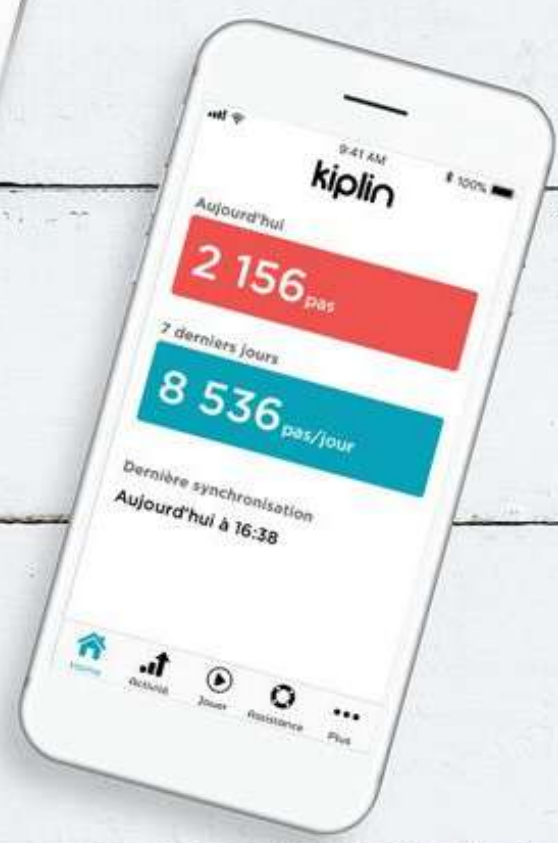 9:41 AM
100%
kiplin
Aujourd'hui
2 156 pas
7 derniers jours
8 536 pas/jour
Dernière synchronisation
Aujourd'hui à 16:38
Home
Activité
Jouer
Assistance
Plus